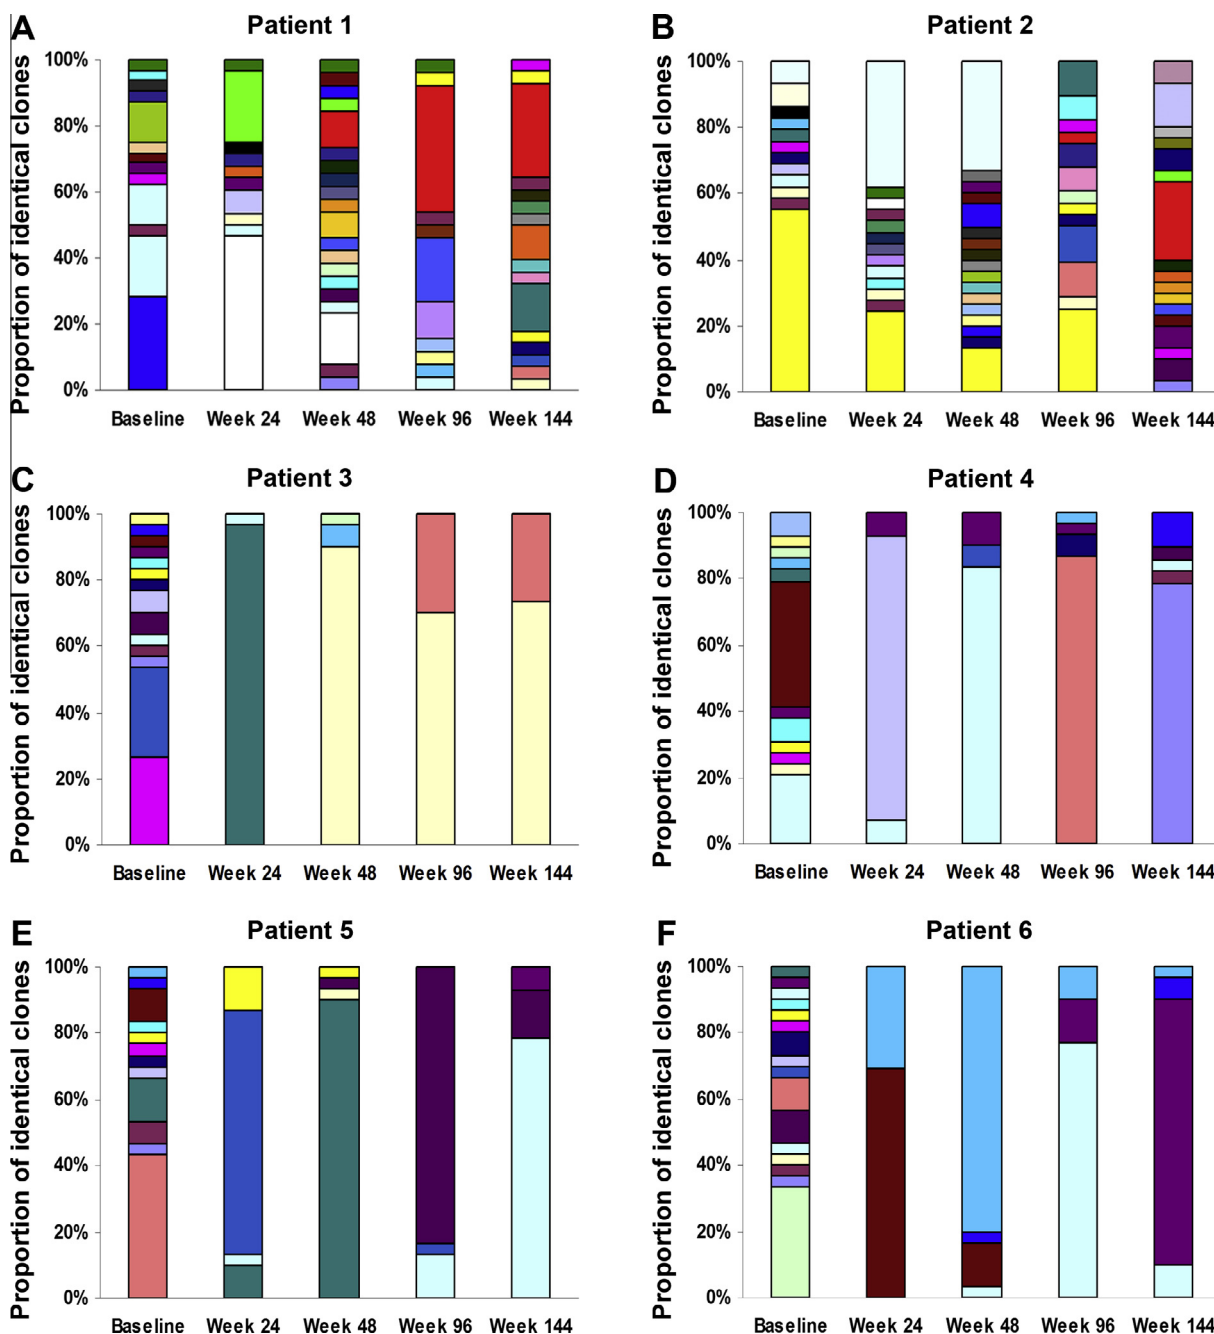 A Patient 1
Proportion of identical clones
100%
80%
60%
40%
20%
0%
Baseline Week 24 Week 48 Week 96 Week 144
B Patient 2
Proportion of identical clones
100%
80%
60%
40%
20%
0%
Baseline Week 24 Week 48 Week 96 Week 144
C Patient 3
Proportion of identical clones
100%
80%
60%
40%
20%
0%
Baseline Week 24 Week 48 Week 96 Week 144
D Patient 4
Proportion of identical clones
100%
80%
60%
40%
20%
0%
Baseline Week 24 Week 48 Week 96 Week 144
E Patient 5
Proportion of identical clones
100%
80%
60%
40%
20%
0%
Baseline Week 24 Week 48 Week 96 Week 144
F Patient 6
Proportion of identical clones
100%
80%
60%
40%
20%
0%
Baseline Week 24 Week 48 Week 96 Week 144